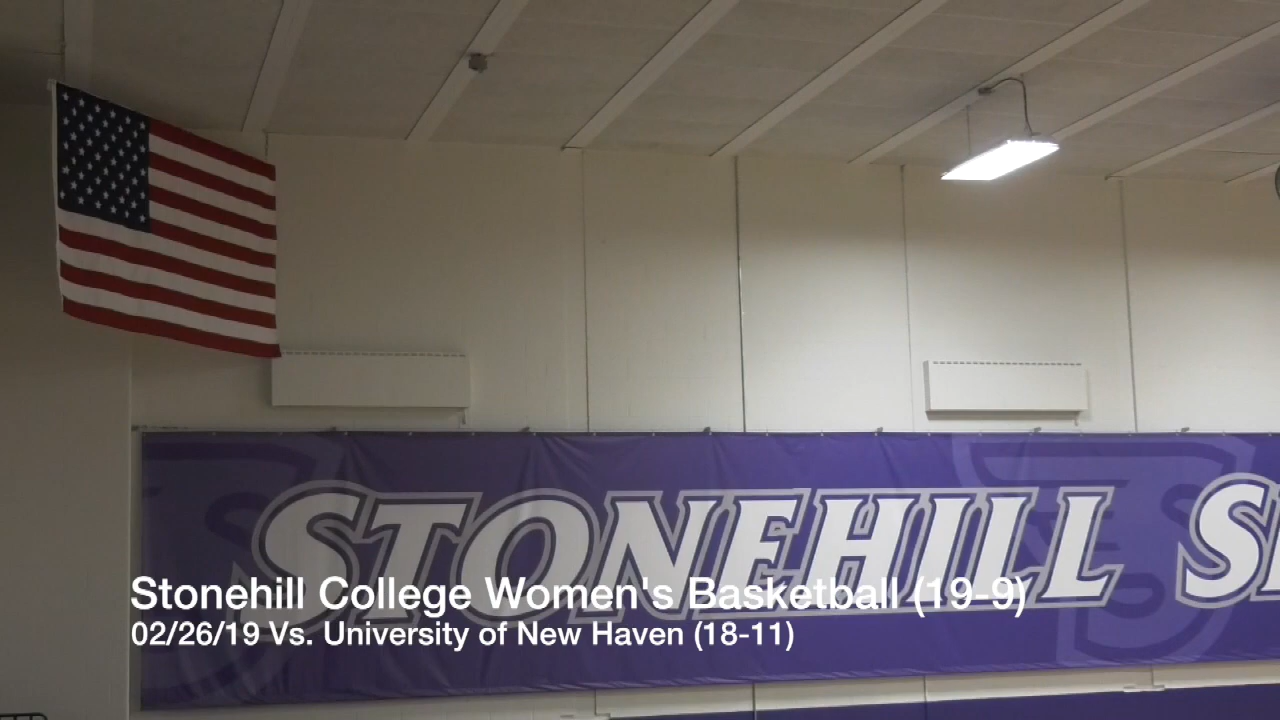 STONEHILL S
Stonehill College Women's Basketball (19-9)
02/26/19 Vs. University of New Haven (18-11)